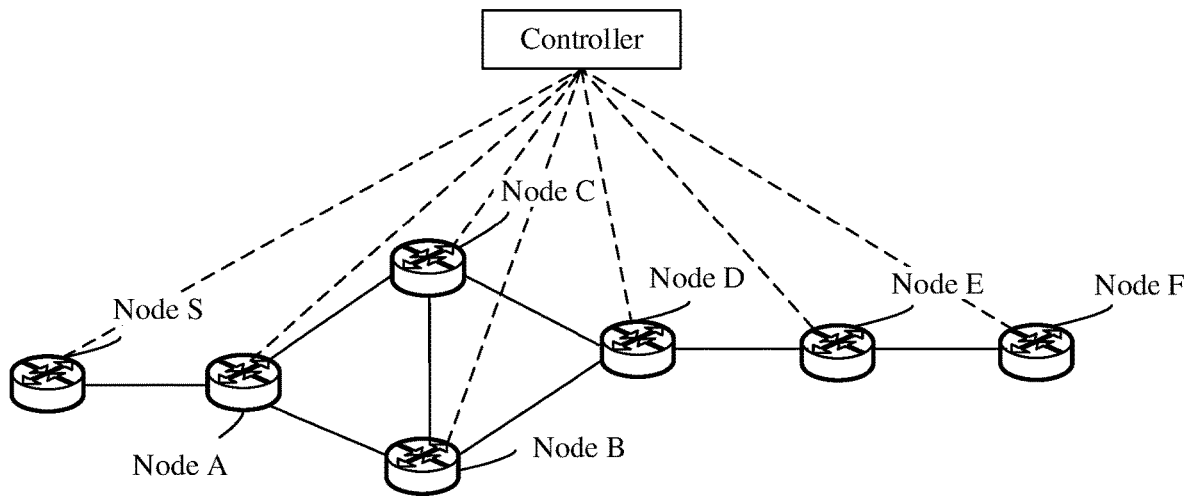 Controller
Node C
Node D
Node E
Node F
Node S
Node B
Node A